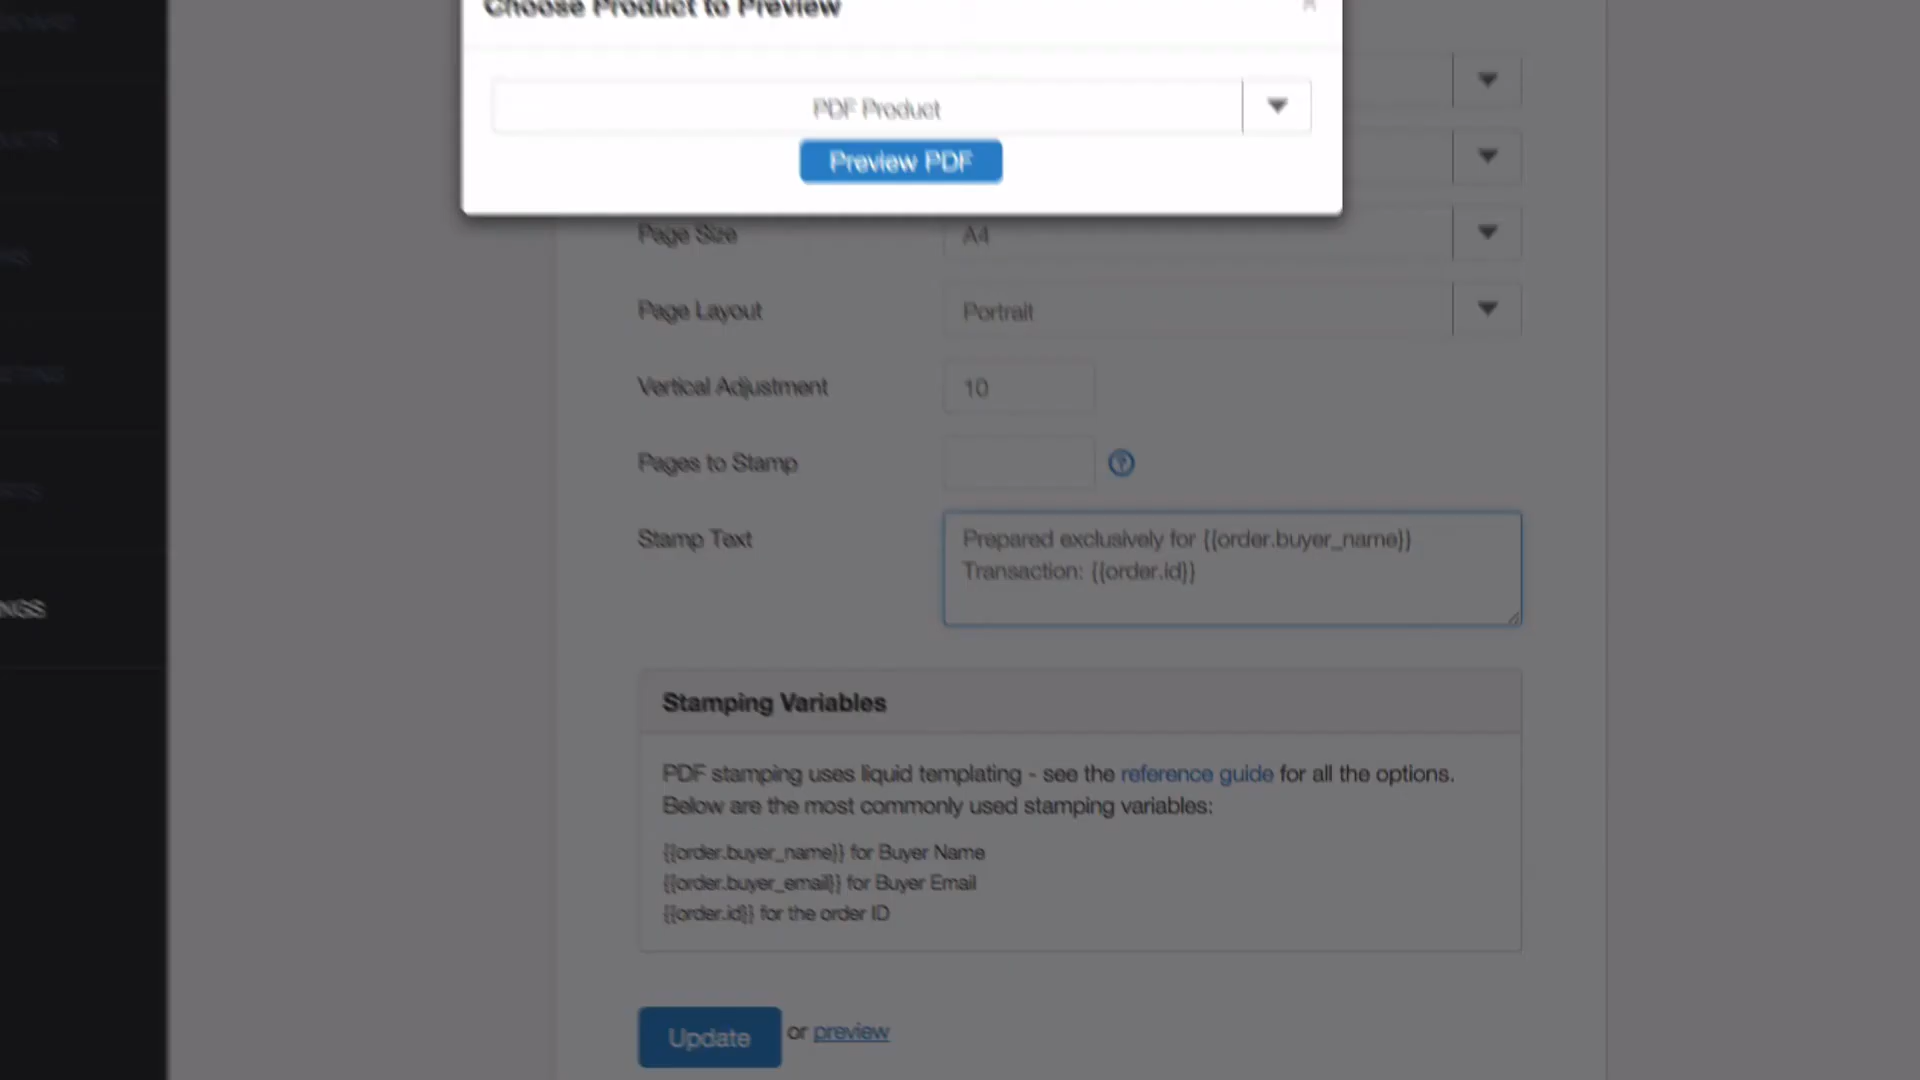 Choose Product to Preview
PDF Product
Preview PDF
Page Size
A4
Page Layout
Portrait
Vertical Adjustment
10
Pages to Stamp
?
Stamp Text
Prepared exclusively for {{order.buyer_name}}
Transaction: {{order.id}}
NGS
Stamping Variables
PDF stamping uses liquid templating - see the reference guide for all the options.
Below are the most commonly used stamping variables:
{{order.buyer_name}} for Buyer Name
{{order.buyer_email}} for Buyer Email
{{order.id}} for the order ID
Update or preview